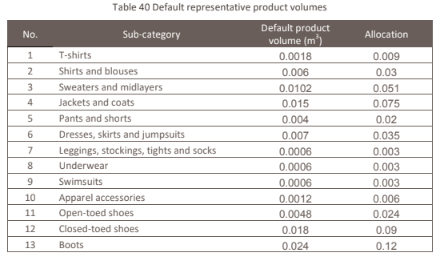 Table 40 Default representative product volumes
No. Sub-category Default product volume (m³) Allocation
1 T-shirts 0.0018 0.009
2 Shirts and blouses 0.006 0.03
3 Sweaters and midlayers 0.0102 0.051
4 Jackets and coats 0.015 0.075
5 Pants and shorts 0.004 0.02
6 Dresses, skirts and jumpsuits 0.007 0.035
7 Leggings, stockings, tights and socks 0.0006 0.003
8 Underwear 0.0006 0.003
9 Swimsuits 0.0006 0.003
10 Apparel accessories 0.0012 0.006
11 Open-toed shoes 0.0048 0.024
12 Closed-toed shoes 0.018 0.09
13 Boots 0.024 0.12